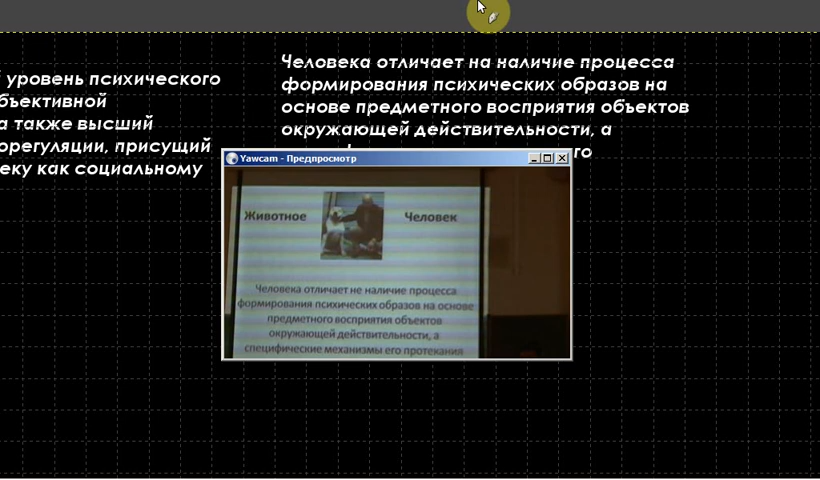 уровень психического
бъективной
а также высший
орегуляции, присущий
еку как социальному
Человека отличает на наличие процесса
формирования психических образов на
основе предметного восприятия объектов
окружающей действительности, а
го
Yawcam - Предпросмотр
Животное
Человек
Человека отличает не наличие процесса
формирования психических образов на основе
предметного восприятия объектов
окружающей действительности, а
специфические механизмы его протекания